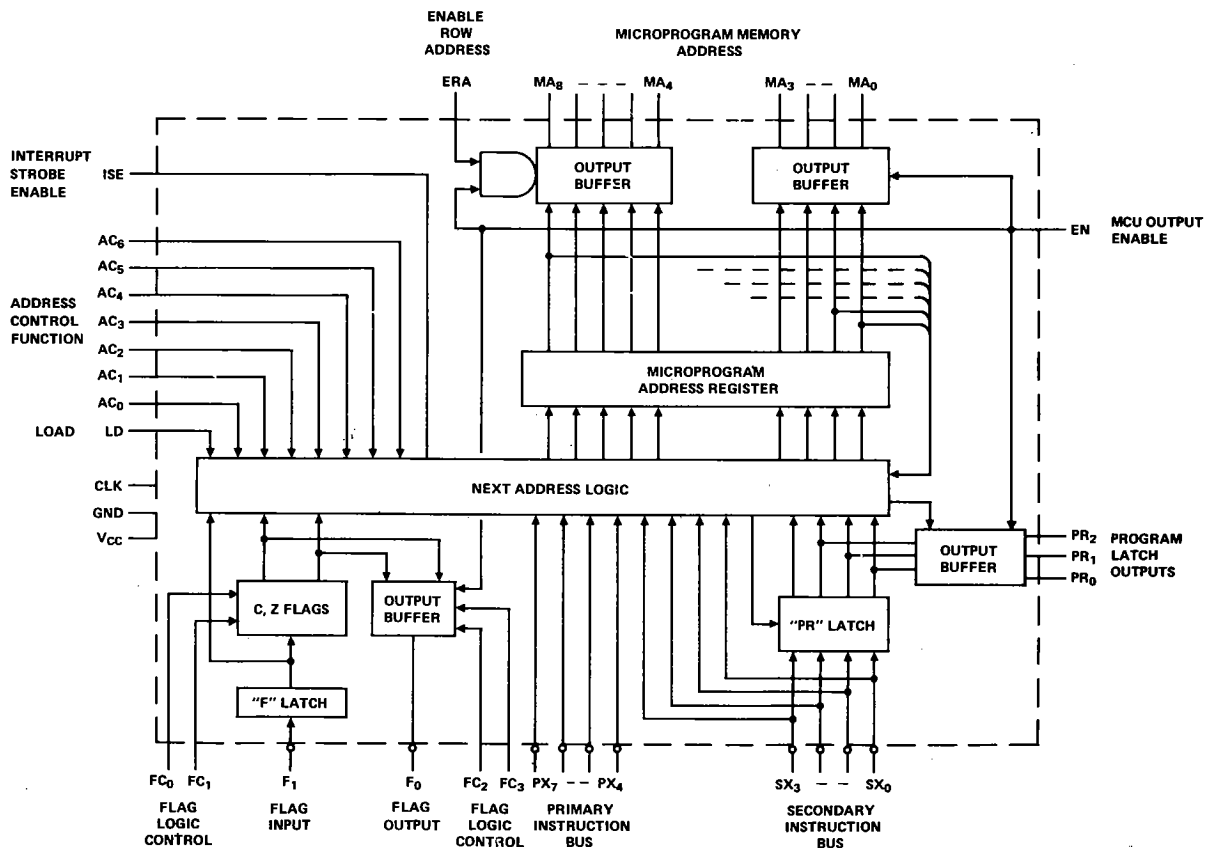 ENABLE
ROW
ADDRESS
MICROPROGRAM MEMORY
ADDRESS
ERA
MA8
MA4
MA3
MA0
INTERRUPT
STROBE
ENABLE
ISE
OUTPUT
BUFFER
OUTPUT
BUFFER
EN
MCU OUTPUT
ENABLE
AC6
AC5
AC4
ADDRESS
CONTROL
FUNCTION
AC3
AC2
AC1
AC0
LOAD
LD
MICROPROGRAM
ADDRESS REGISTER
CLK
NEXT ADDRESS LOGIC
GND
VCC
OUTPUT
BUFFER
PR2
PR1
PR0
PROGRAM
LATCH
OUTPUTS
C, Z FLAGS
OUTPUT
BUFFER
"PR" LATCH
"F" LATCH
FC0
FC1
F1
F0
FC2
FC3
PX7
PX4
SX3
SX0
FLAG
LOGIC
CONTROL
FLAG
INPUT
FLAG
OUTPUT
FLAG
LOGIC
CONTROL
PRIMARY
INSTRUCTION
BUS
SECONDARY
INSTRUCTION
BUS